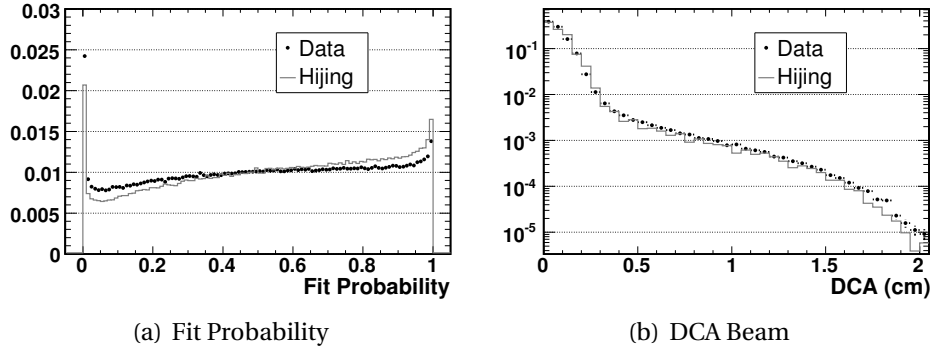 0.03
0.025
0.02
0.015
0.01
0.005
0
Data
Hijing
0 0.2 0.4 0.6 0.8 1
Fit Probability
(a) Fit Probability
10-1
10-2
10-3
10-4
10-5
Data
Hijing
0 0.5 1 1.5 2
DCA (cm)
(b) DCA Beam